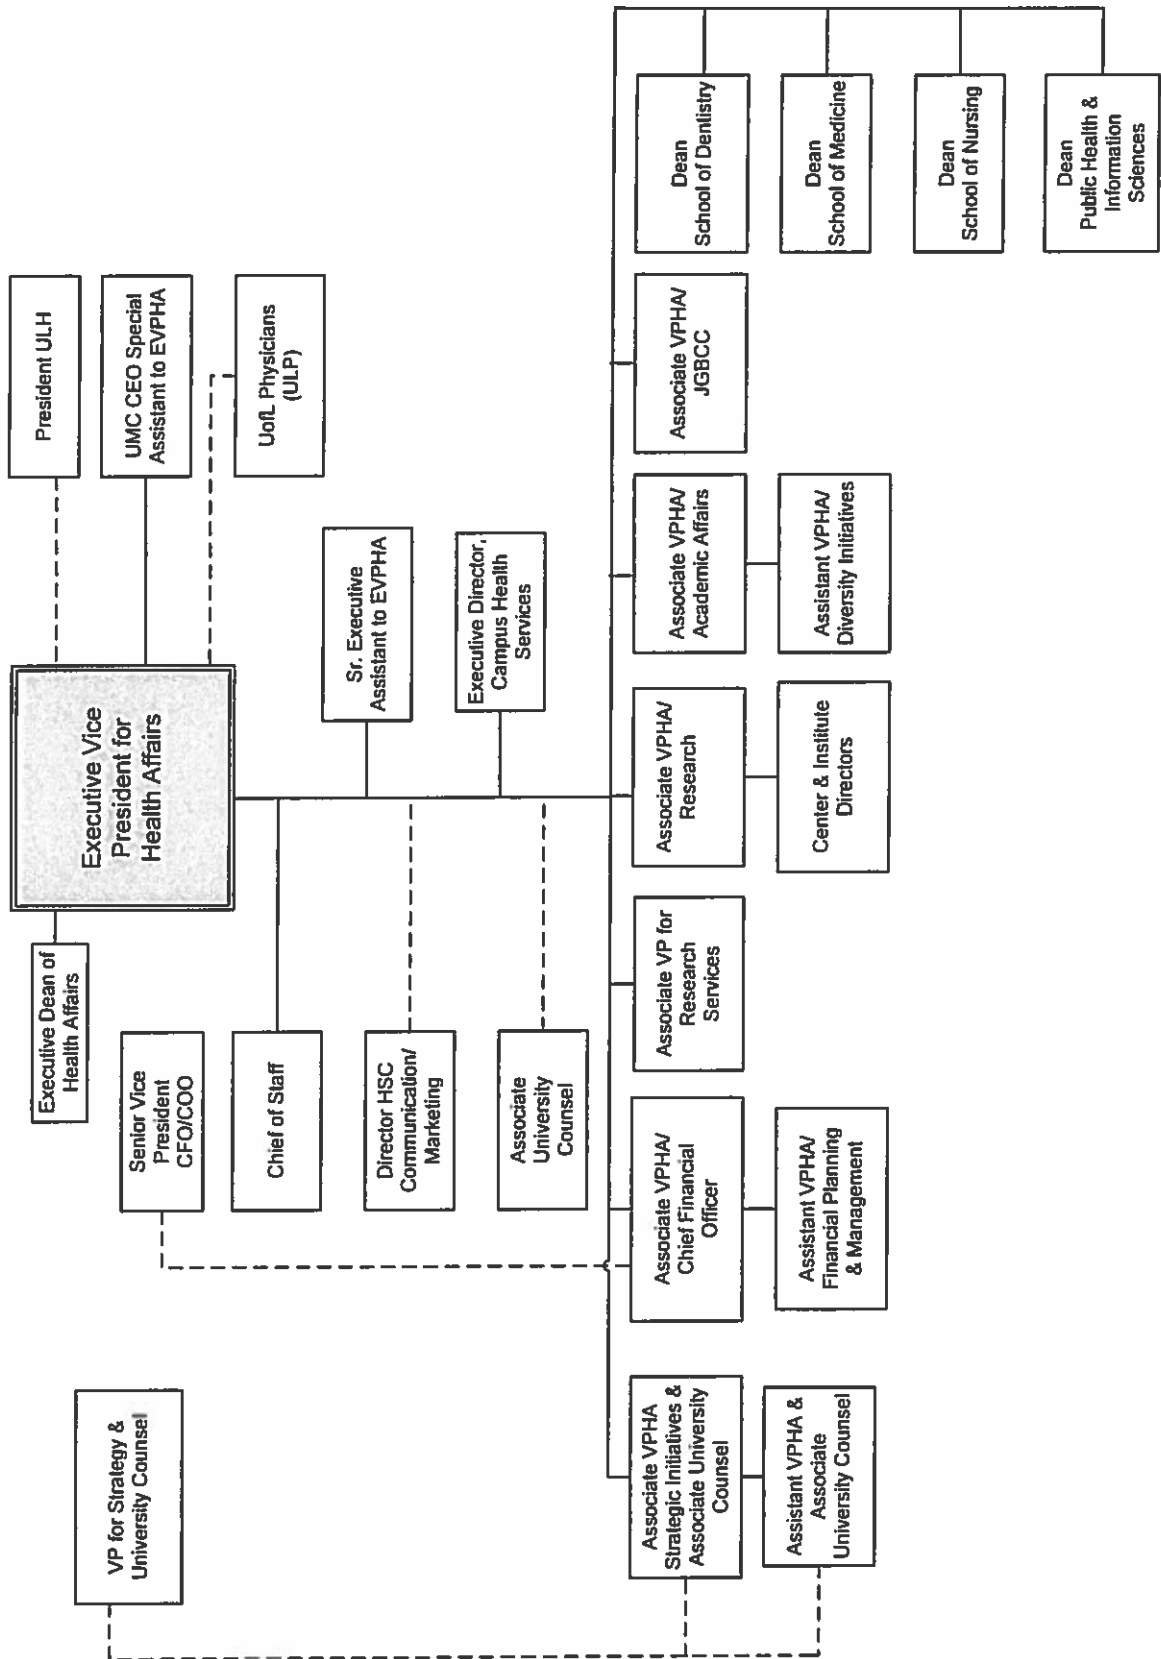 Executive Vice
President for
Health Affairs
President ULH
UMC CEO Special
Assistant to EVPHA
UofL Physicians
(ULP)
Executive Dean of
Health Affairs
Senior Vice
President
CFO/COO
VP for Strategy &
University Counsel
Chief of Staff
Sr. Executive
Assistant to EVPHA
Director HSC
Communication/
Marketing
Executive Director,
Campus Health
Services
Associate
University
Counsel
Associate VPHA
Strategic Initiatives &
Associate University
Counsel
Associate VPHA/
Chief Financial
Officer
Associate VP for
Research
Services
Associate VPHA/
Research
Associate VPHA/
Academic Affairs
Associate VPHA/
JGBCC
Dean
School of Dentistry
Assistant VPHA &
Associate
University Counsel
Assistant VPHA/
Financial Planning
& Management
Center & Institute
Directors
Assistant VPHA/
Diversity Initiatives
Dean
School of Medicine
Dean
School of Nursing
Dean
Public Health &
Information
Sciences